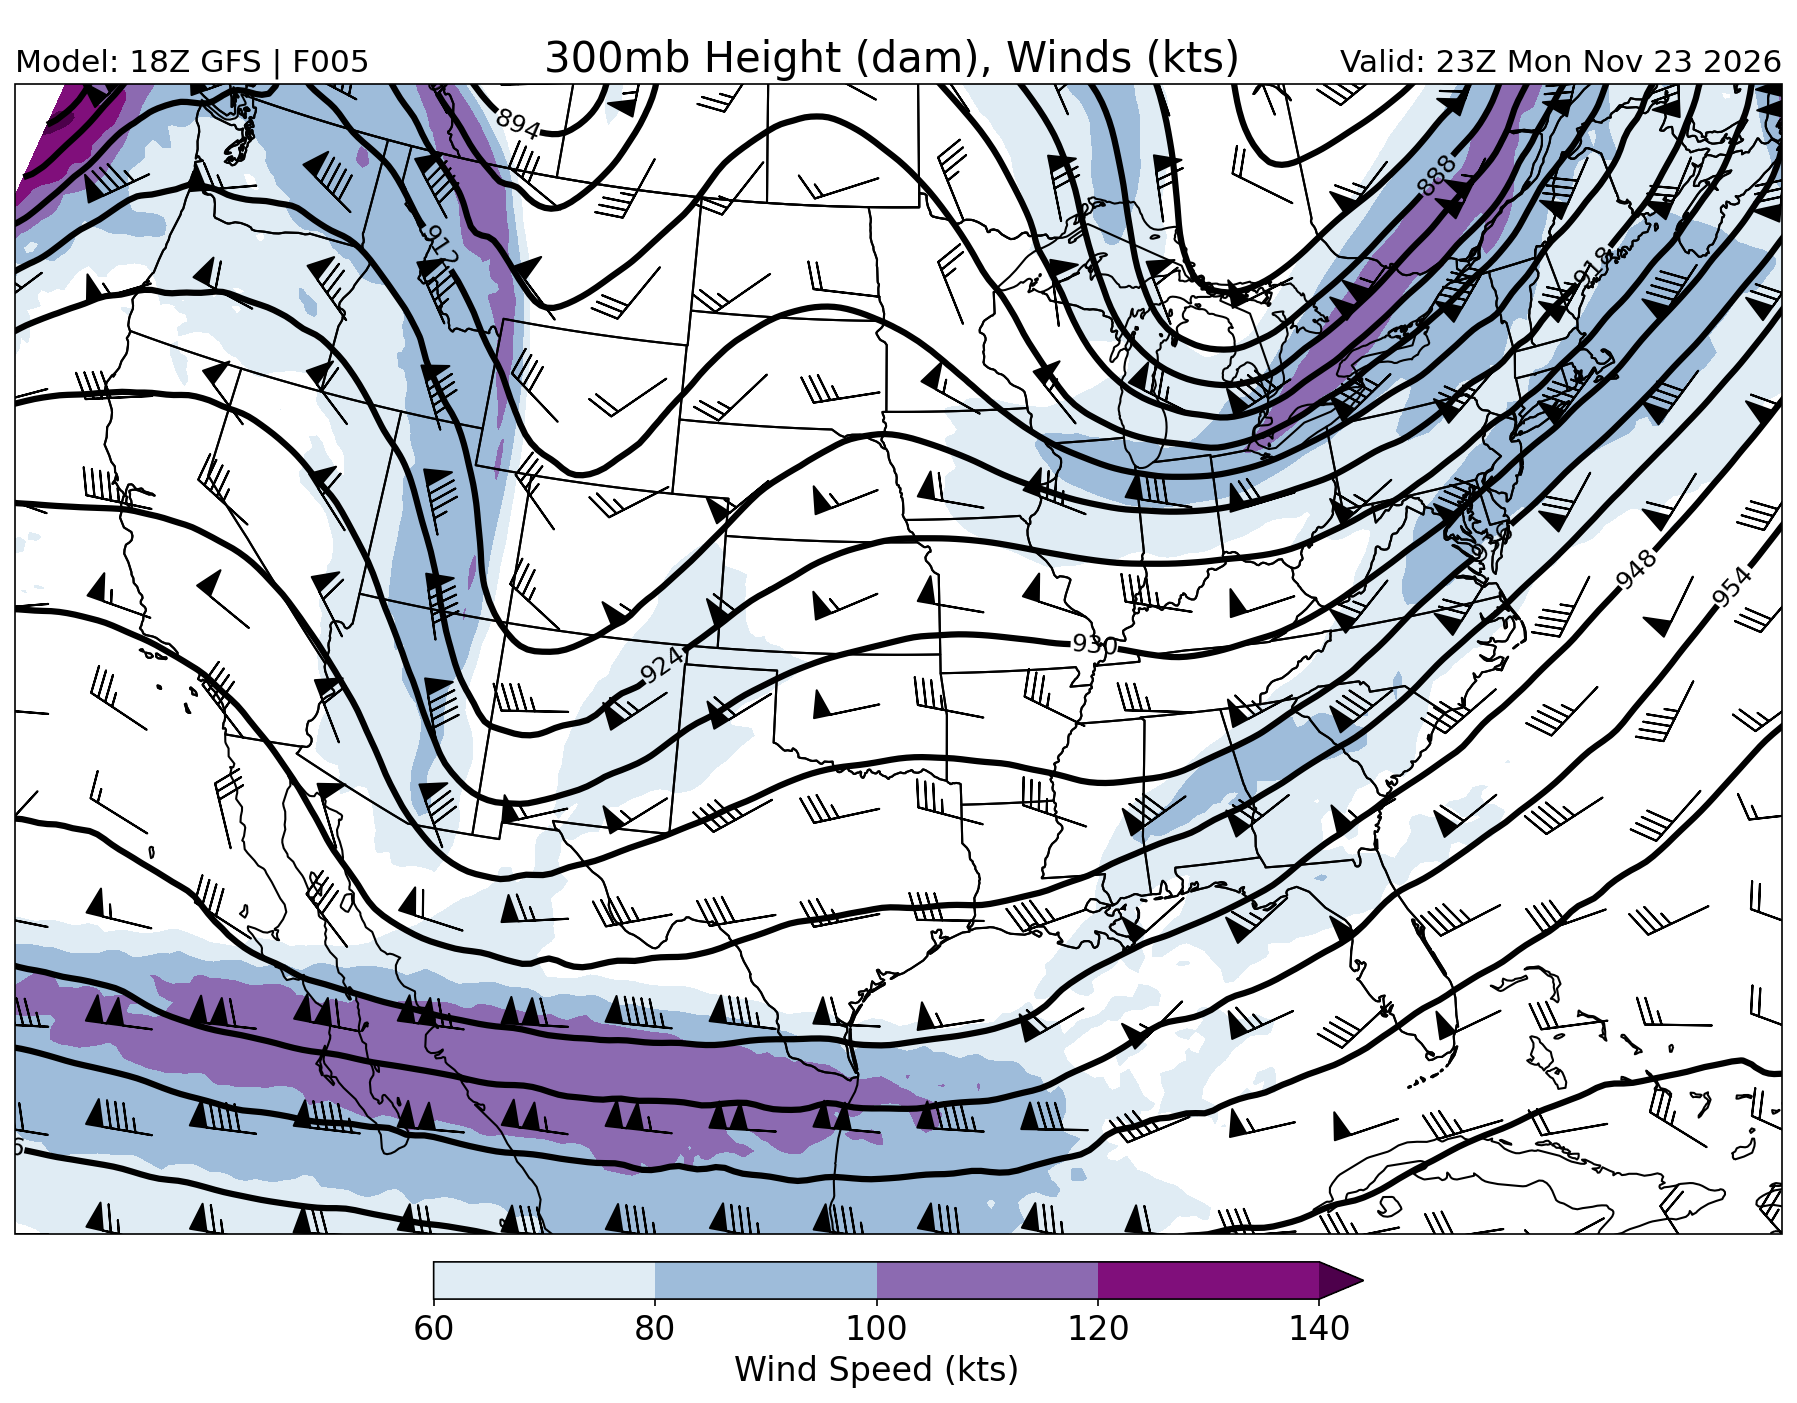 Model: 18Z GFS | F005
300mb Height (dam), Winds (kts)
Valid: 23Z Mon Nov 23 2026
894
888
912
918
948
954
924
930
60 80 100 120 140
Wind Speed (kts)